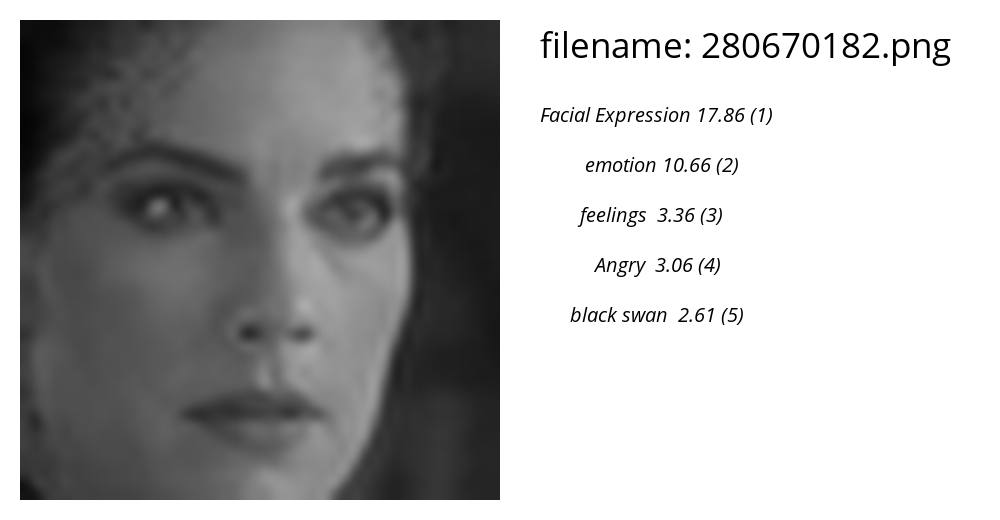 filename: 280670182.png
Facial Expression 17.86 (1)
emotion 10.66 (2)
feelings 3.36 (3)
Angry 3.06 (4)
black swan 2.61 (5)